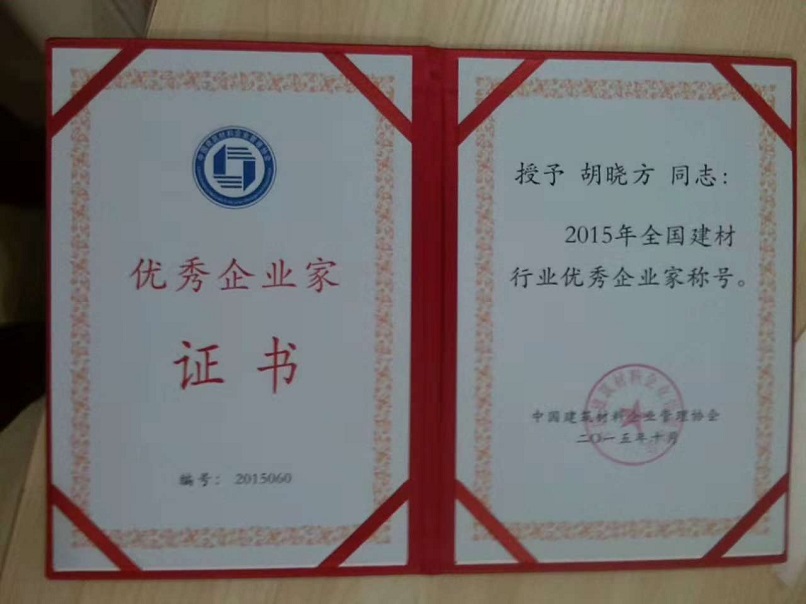 优秀企业家
证书
编号： 2015060
授予 胡晓方 同志：
2015年全国建材
行业优秀企业家称号。
中国建筑材料企业管理协会
二〇一五年十月